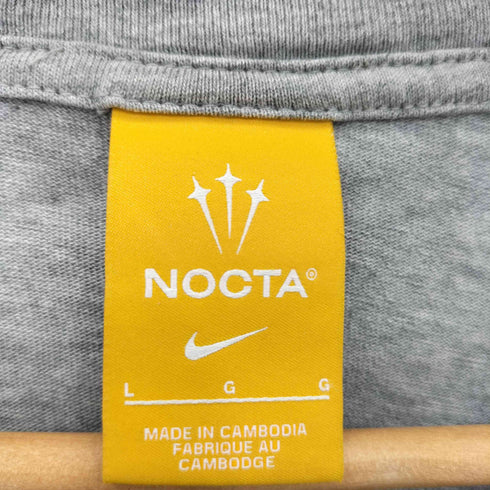 NOCTA®
L G G
MADE IN CAMBODIA
FABRIQUE AU
CAMBODGE